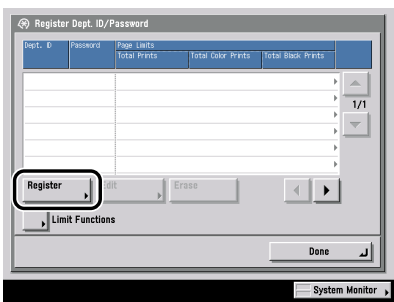 Register Dept. ID/Password
Dept. ID Password Page Limits
Total Prints Total Color Prints Total Black Prints
1/1
Register Edit Erase
Limit Functions
Done
System Monitor